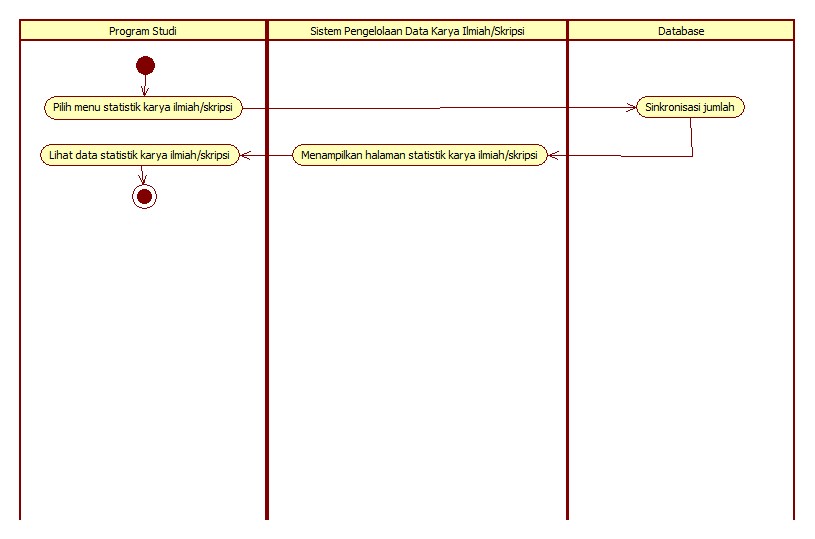 Program Studi
Sistem Pengelolaan Data Karya Ilmiah/Skripsi
Database
Pilih menu statistik karya ilmiah/skripsi
Sinkronisasi jumlah
Lihat data statistik karya ilmiah/skripsi
Menampilkan halaman statistik karya ilmiah/skripsi